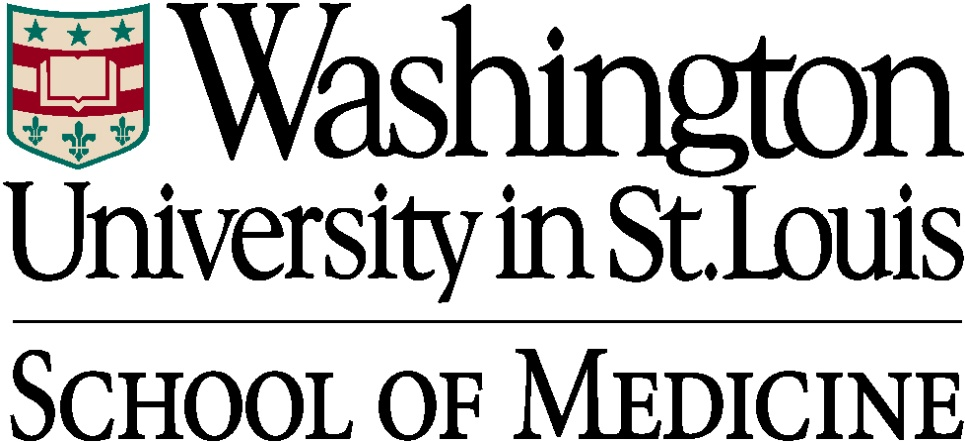 Washington
University in St. Louis
SCHOOL OF MEDICINE